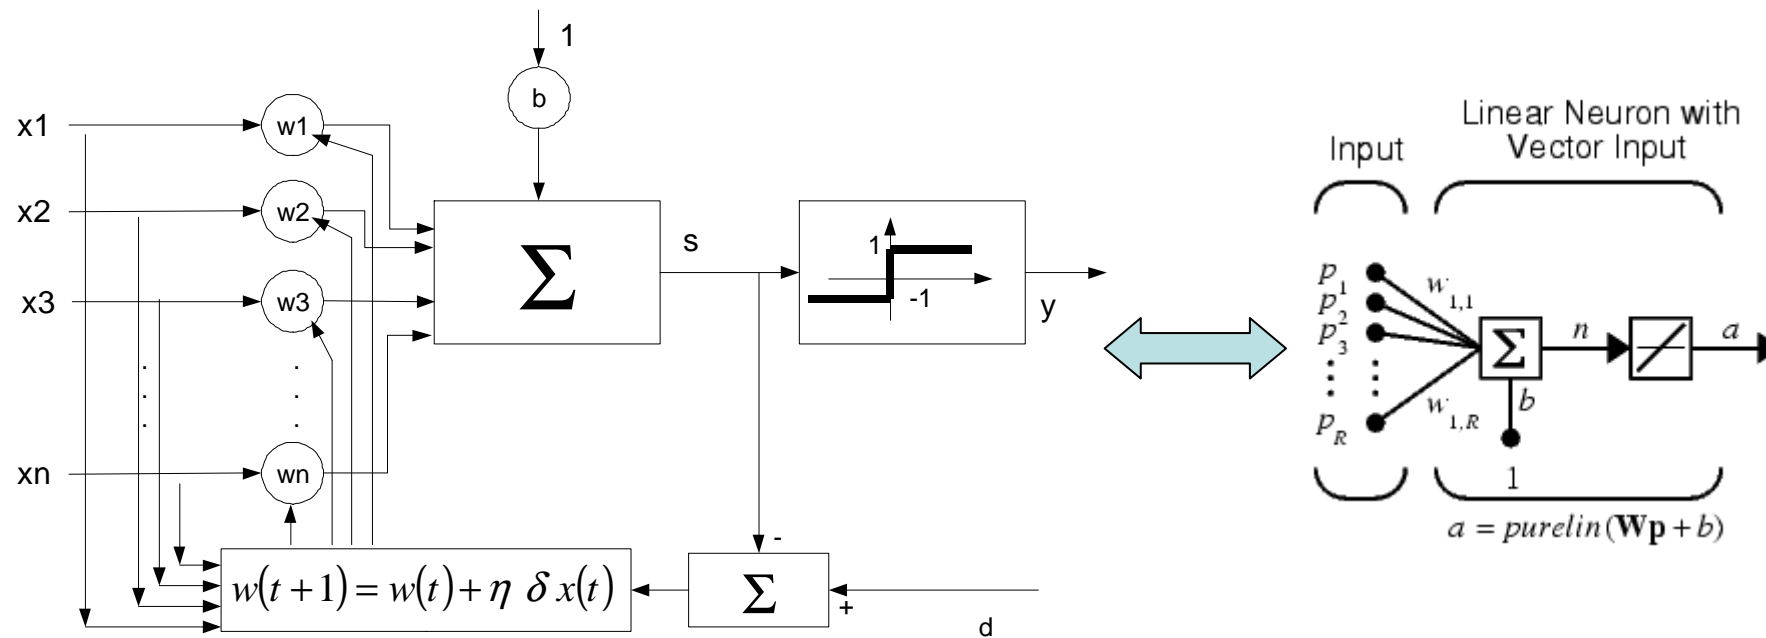 1
b
x1
w1
x2
w2
x3
w3
xn
wn
Σ
s
1
-1
y
-
Σ
+
d
w(t+1) = w(t) + η δ x(t)
Input
Linear Neuron with
Vector Input
p1
p2
p3
pR
w1,1
w1,R
Σ
n
a
b
1
a = purelin(Wp + b)